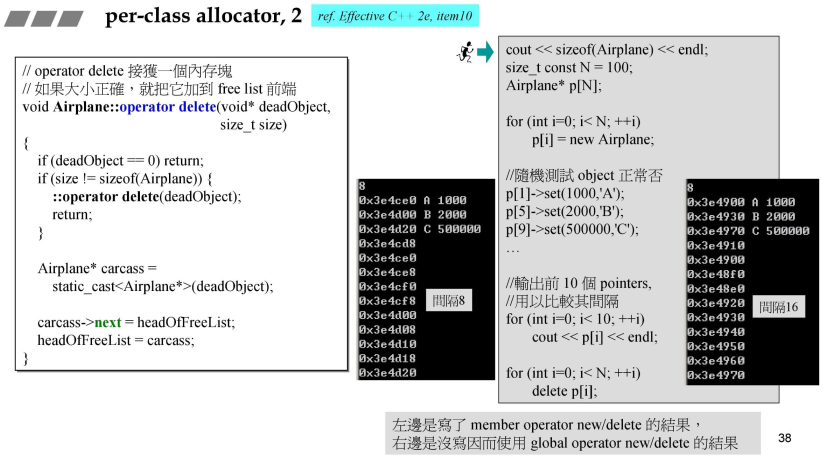 per-class allocator, 2
ref. Effective C++ 2e, item10
// operator delete 接獲一個內存塊
// 如果大小正確，就把它加到 free list 前端
void Airplane::operator delete(void* deadObject,
size_t size)
{
if (deadObject == 0) return;
if (size != sizeof(Airplane)) {
::operator delete(deadObject);
return;
}
Airplane* carcass =
static_cast<Airplane*>(deadObject);
carcass->next = headOfFreeList;
headOfFreeList = carcass;
}
8
0x3e4ce0 A 1000
0x3e4d00 B 2000
0x3e4d20 C 500000
0x3e4cd8
0x3e4ce0
0x3e4ce8
0x3e4cf0
0x3e4cf8
0x3e4d00
0x3e4d08
0x3e4d10
0x3e4d18
0x3e4d20
間隔8
cout << sizeof(Airplane) << endl;
size_t const N = 100;
Airplane* p[N];
for (int i=0; i< N; ++i)
p[i] = new Airplane;
//隨機測試 object 正常否
p[1]->set(1000,'A');
p[5]->set(2000,'B');
p[9]->set(500000,'C');
…
//輸出前 10 個 pointers,
//用以比較其間隔
for (int i=0; i< 10; ++i)
cout << p[i] << endl;
for (int i=0; i< N; ++i)
delete p[i];
8
0x3e4900 A 1000
0x3e4930 B 2000
0x3e4970 C 500000
0x3e4910
0x3e4900
0x3e48f0
0x3e48e0
0x3e4920
0x3e4930
0x3e4940
0x3e4950
0x3e4960
0x3e4970
間隔16
左邊是寫了 member operator new/delete 的結果，
右邊是沒寫因而使用 global operator new/delete 的結果
38